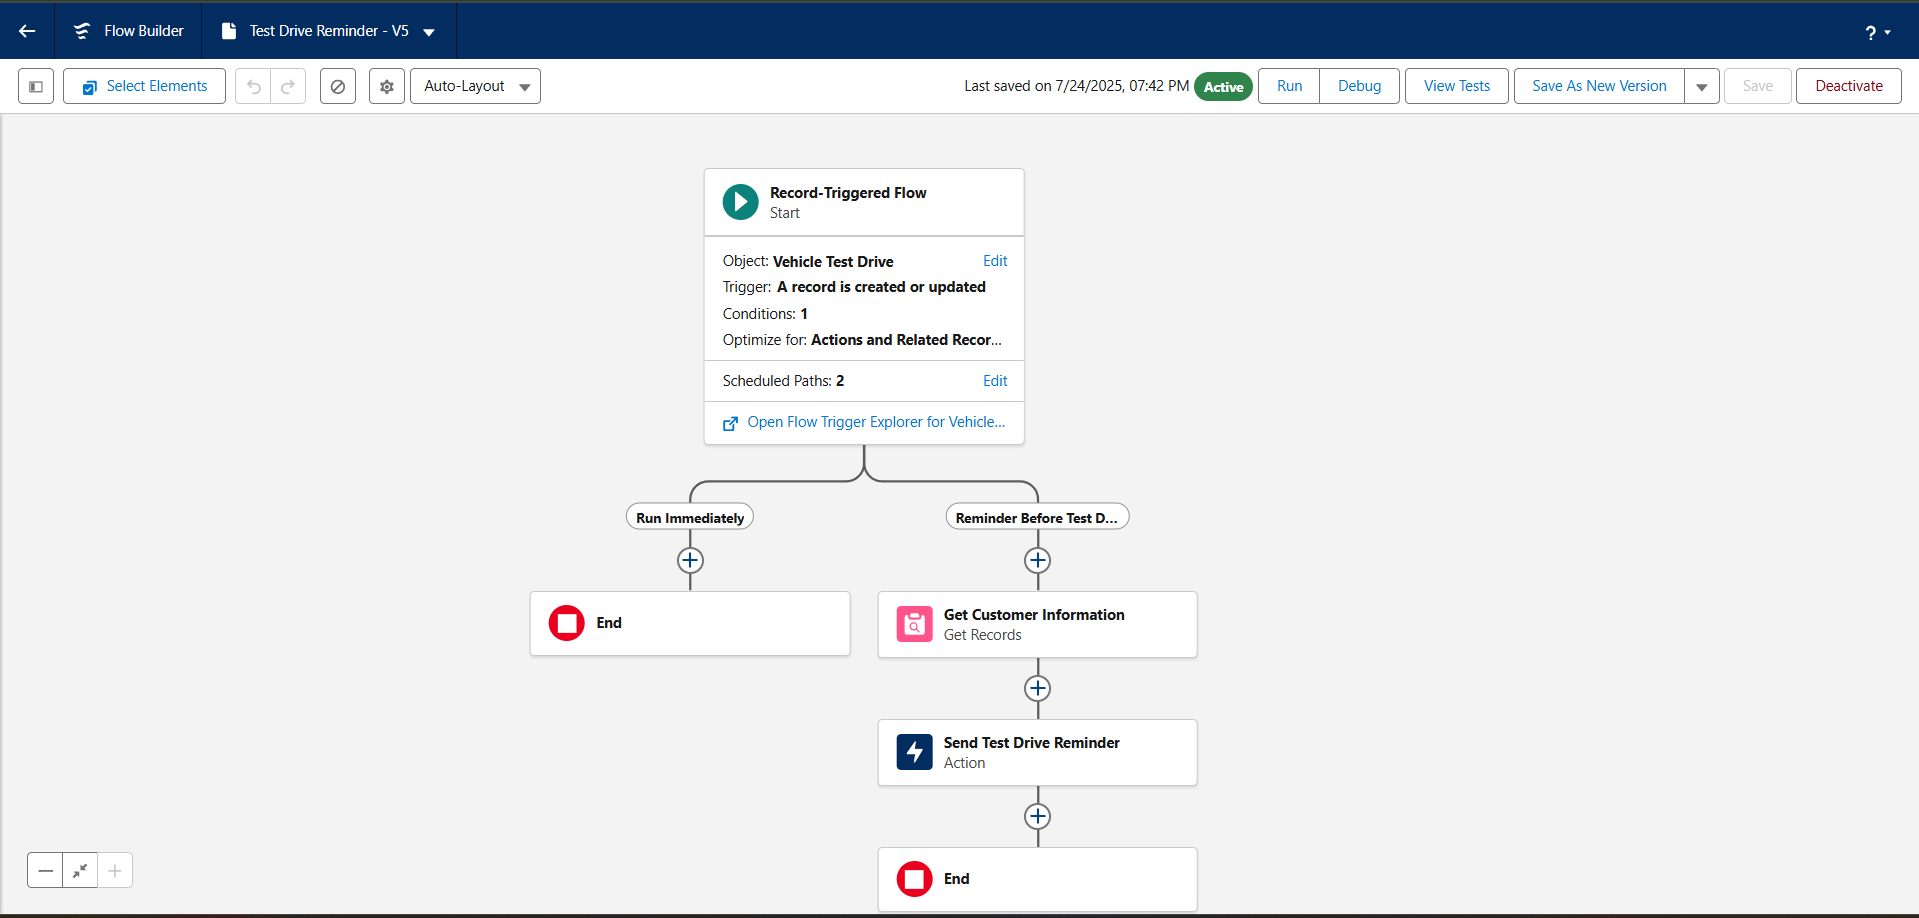 Flow Builder
Test Drive Reminder - V5
?
Select Elements
Auto-Layout
Last saved on 7/24/2025, 07:42 PM
Active
Run
Debug
View Tests
Save As New Version
Save
Deactivate
Record-Triggered Flow
Start
Object: Vehicle Test Drive
Edit
Trigger: A record is created or updated
Conditions: 1
Optimize for: Actions and Related Recor...
Scheduled Paths: 2
Edit
Open Flow Trigger Explorer for Vehicle...
Run Immediately
Reminder Before Test D...
End
Get Customer Information
Get Records
Send Test Drive Reminder
Action
End